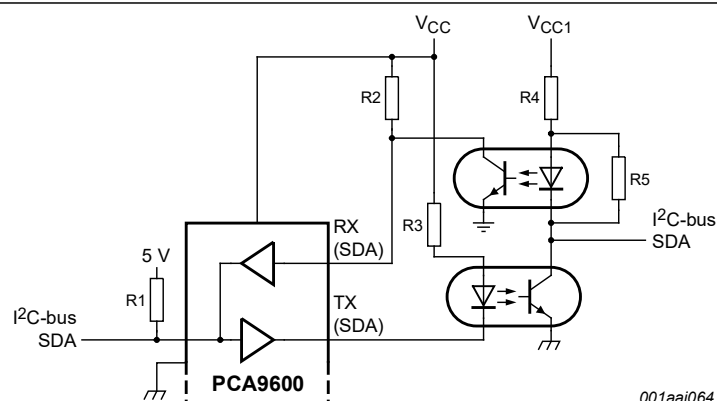 VCC
VCC1
R2
R4
R5
R3
RX
(SDA)
I2C-bus
SDA
5 V
R1
TX
(SDA)
I2C-bus
SDA
PCA9600
001aai064